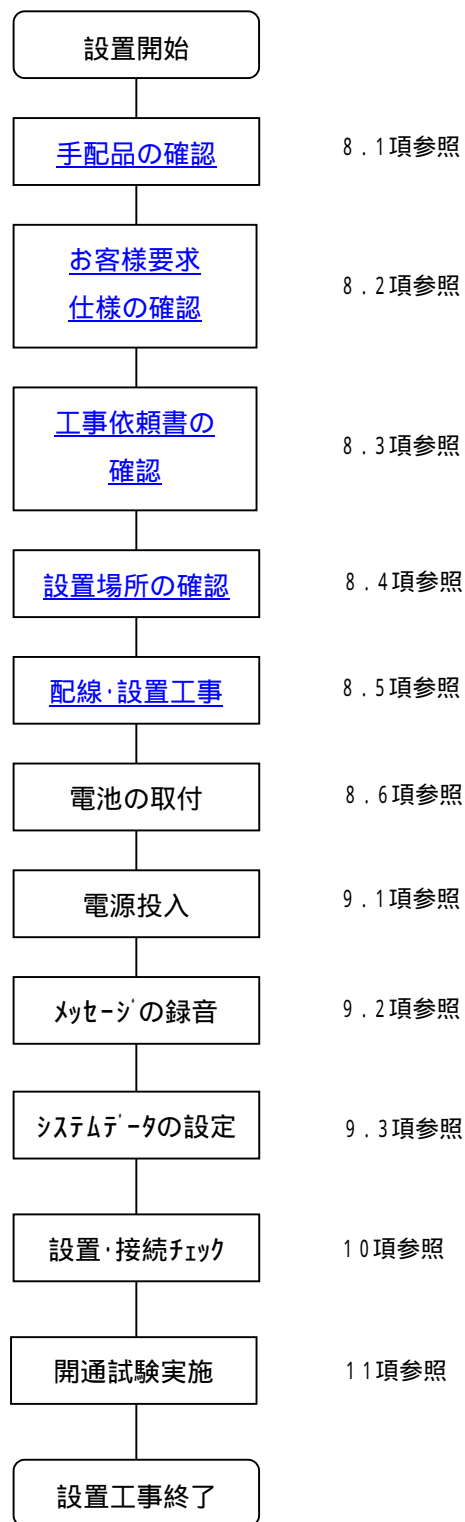 設置開始
手配品の確認
8.1項参照
お客様要求
仕様の確認
8.2項参照
工事依頼書の
確認
8.3項参照
設置場所の確認
8.4項参照
配線・設置工事
8.5項参照
電池の取付
8.6項参照
電源投入
9.1項参照
メッセージの録音
9.2項参照
システムデータの設定
9.3項参照
設置・接続チェック
10項参照
開通試験実施
11項参照
設置工事終了